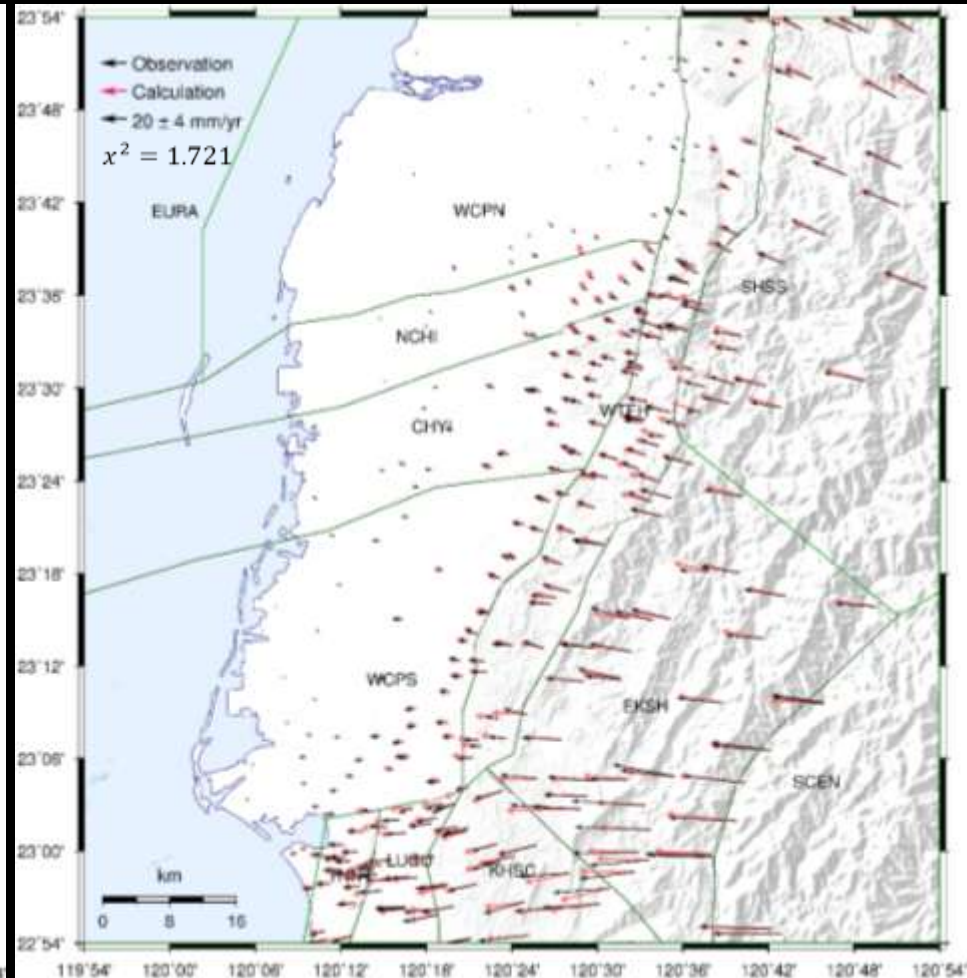 23°54'
Observation
Calculation
20 ± 4 mm/yr
x² = 1.721
23°48'
23°42'
EURA
WCPN
23°36'
SHSS
NCHI
23°30'
WTFH
CHYI
23°24'
23°18'
23°12'
WCPS
EKSH
23°06'
SCEN
23°00'
LUBU
KHSC
km
0 8 16
22°54'
119°54' 120°00' 120°06' 120°12' 120°18' 120°24' 120°30' 120°36' 120°42' 120°48' 120°54'